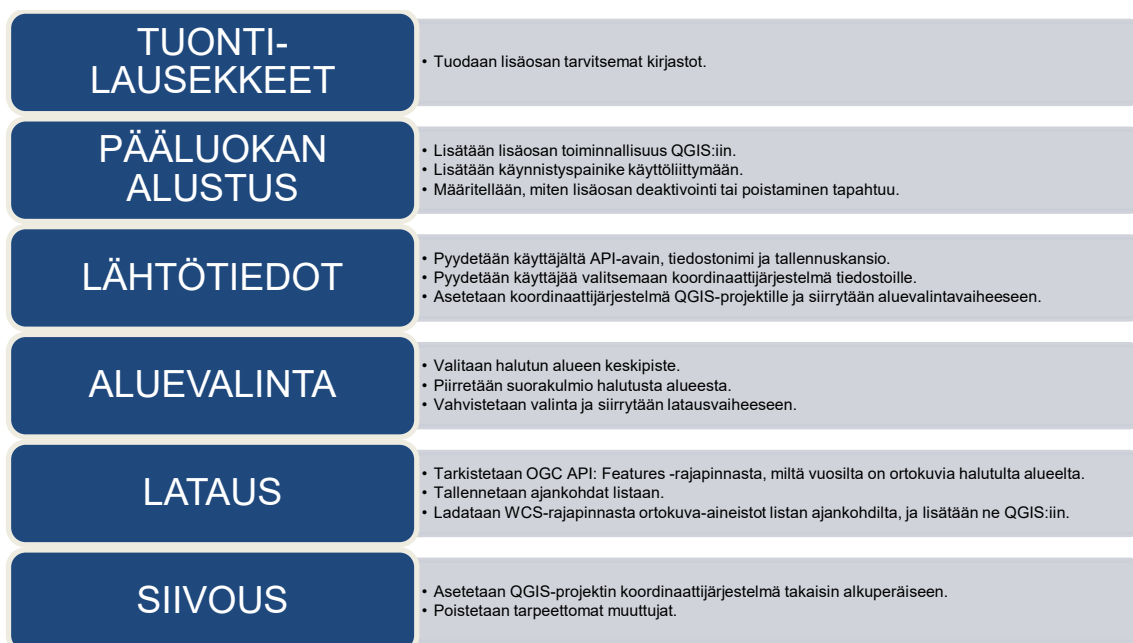 TUONTI-
LAUSEKKEET
• Tuodaan lisäosan tarvitsemat kirjastot.
PÄÄLUOKAN
ALUSTUS
• Lisätään lisäosan toiminnallisuus QGIS:iin.
• Lisätään käynnistyspainike käyttöliittymään.
• Määritellään, miten lisäosan deaktivointi tai poistaminen tapahtuu.
LÄHTÖTIEDOT
• Pyydetään käyttäjältä API-avain, tiedostonimi ja tallennuskansio.
• Pyydetään käyttäjää valitsemaan koordinaattijärjestelmä tiedostoille.
• Asetetaan koordinaattijärjestelmä QGIS-projektille ja siirrytään aluevalintavaiheeseen.
ALUEVALINTA
• Valitaan halutun alueen keskipiste.
• Piirretään suorakulmio halutusta alueesta.
• Vahvistetaan valinta ja siirrytään latausvaiheeseen.
LATAUS
• Tarkistetaan OGC API: Features -rajapinnasta, miltä vuosilta on ortokuvia halutulta alueelta.
• Tallennetaan ajankohdat listaan.
• Ladataan WCS-rajapinnasta ortokuva-aineistot listan ajankohdilta, ja lisätään ne QGIS:iin.
SIIVOUS
• Asetetaan QGIS-projektin koordinaattijärjestelmä takaisin alkuperäiseen.
• Poistetaan tarpeettomat muuttujat.